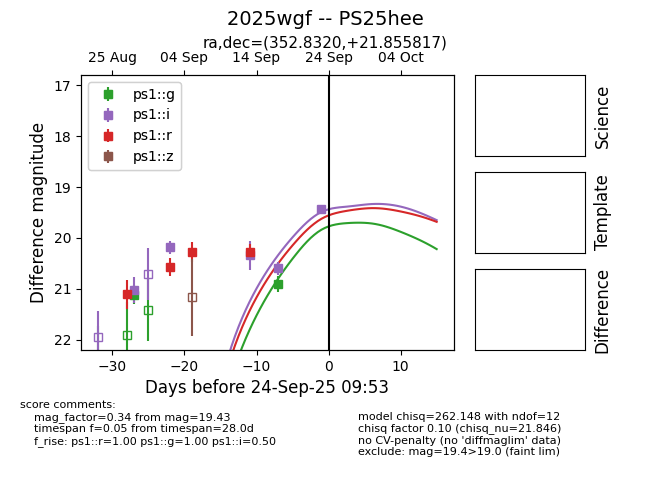 2025wgf -- PS25hee
ra,dec=(352.8320,+21.855817)
25 Aug 04 Sep 14 Sep 24 Sep 04 Oct
ps1::g
ps1::i
ps1::r
ps1::z
17
18
19
20
21
22
Difference magnitude
−30 −20 −10 0 10
Days before 24-Sep-25 09:53
Science
Template
Difference
score comments:
mag_factor=0.34 from mag=19.43
timespan f=0.05 from timespan=28.0d
f_rise: ps1::r=1.00 ps1::g=1.00 ps1::i=0.50
model chisq=262.148 with ndof=12
chisq factor 0.10 (chisq_nu=21.846)
no CV-penalty (no 'diffmaglim' data)
exclude: mag=19.4>19.0 (faint lim)